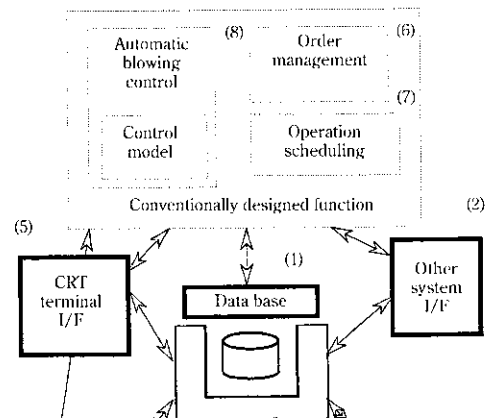 Automatic
blowing
control
(8)
Order
management
(6)
Control
model
Operation
scheduling
(7)
Conventionally designed function
(5)
(2)
(1)
CRT
terminal
I/F
Data base
Other
system
I/F